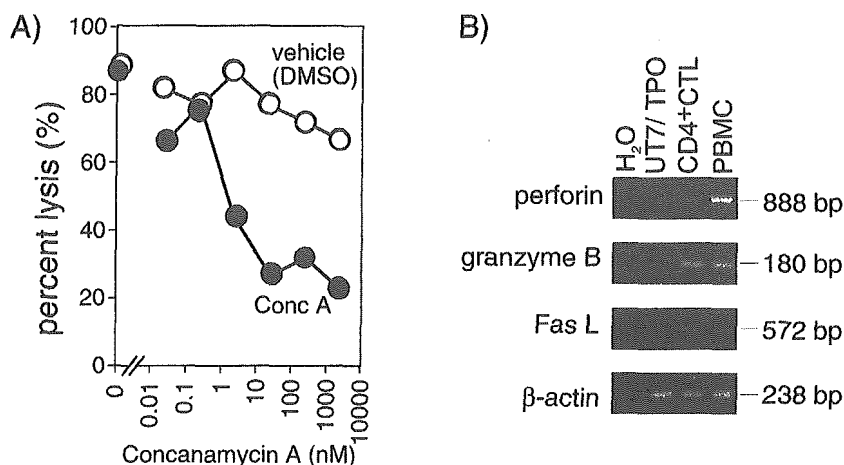 A)
100
80
60
40
20
0
percent lysis (%)
vehicle
(DMSO)
Conc A
0
0.01
0.1
1
10
100
1000
10000
Concanamycin A (nM)
B)
H₂O
UT7/ TPO
CD4+CTL
PBMC
perforin
888 bp
granzyme B
180 bp
Fas L
572 bp
β-actin
238 bp